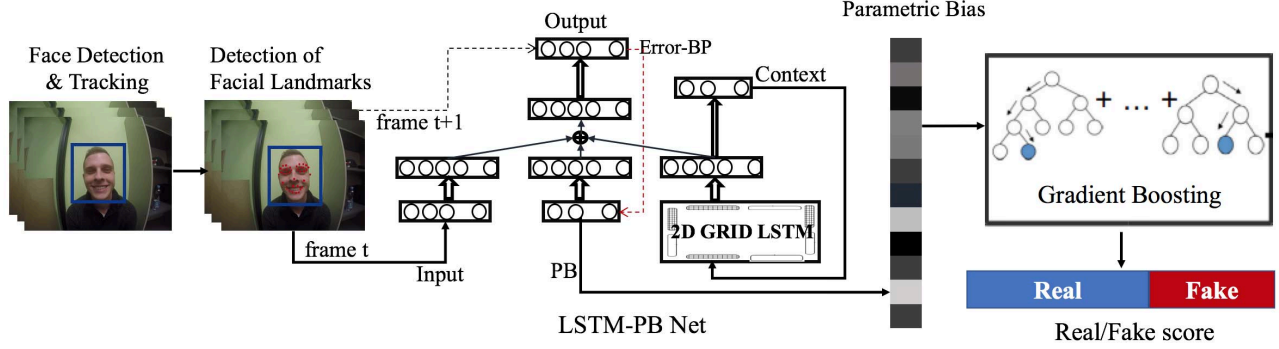 Face Detection
& Tracking
Detection of
Facial Landmarks
frame t+1
frame t
Input
Output
Error-BP
Context
2D GRID LSTM
PB
LSTM-PB Net
Parametric Bias
+ ... +
Gradient Boosting
Real
Fake
Real/Fake score